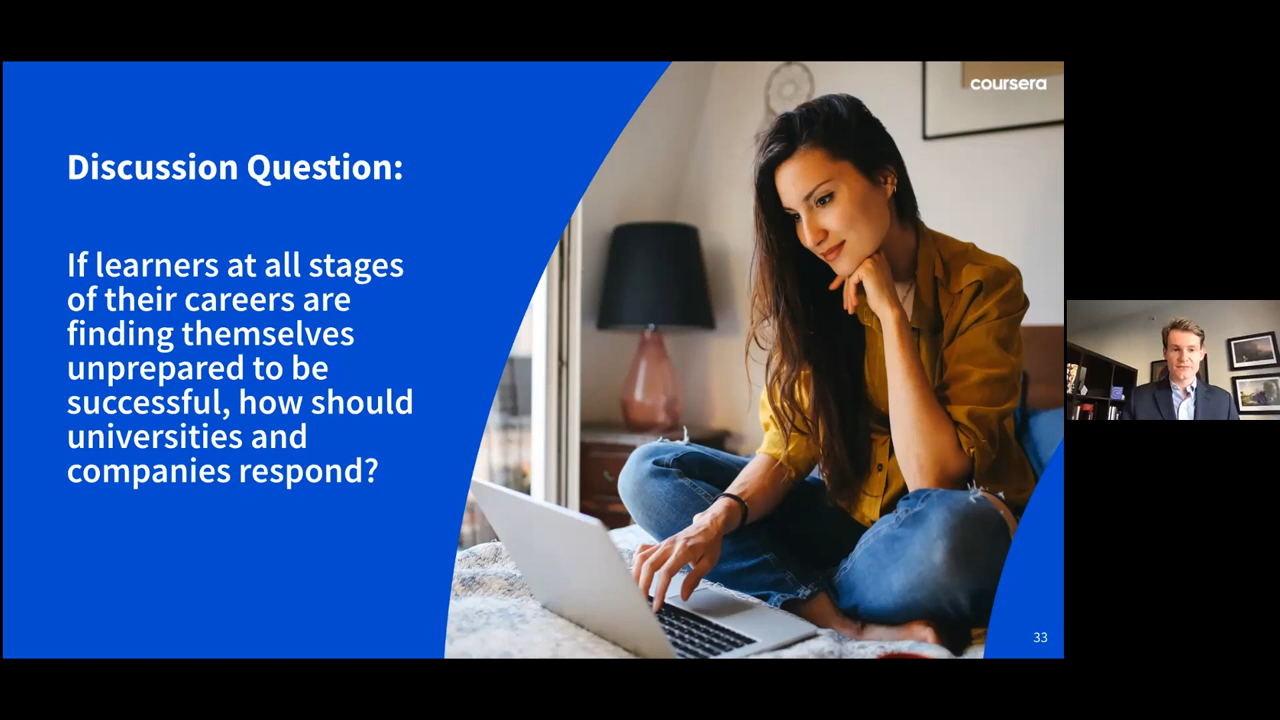 coursera
Discussion Question:
If learners at all stages
of their careers are
finding themselves
unprepared to be
successful, how should
universities and
companies respond?
33